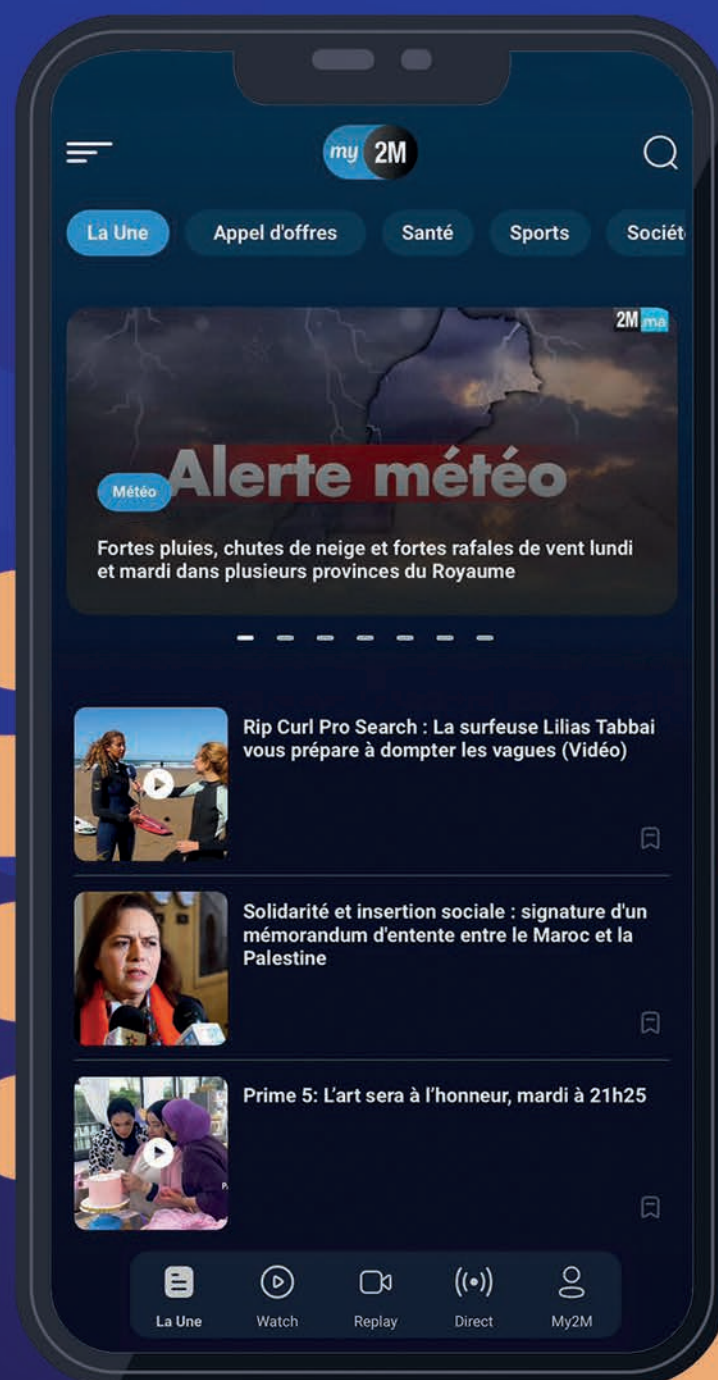 my 2M
La Une Appel d'offres Santé Sports Sociét
2M.ma
Alerte météo
Météo
Fortes pluies, chutes de neige et fortes rafales de vent lundi
et mardi dans plusieurs provinces du Royaume
Rip Curl Pro Search : La surfeuse Lilias Tabbai
vous prépare à dompter les vagues (Vidéo)
Solidarité et insertion sociale : signature d'un
mémorandum d'entente entre le Maroc et la
Palestine
Prime 5: L’art sera à l’honneur, mardi à 21h25
La Une Watch Replay Direct My2M